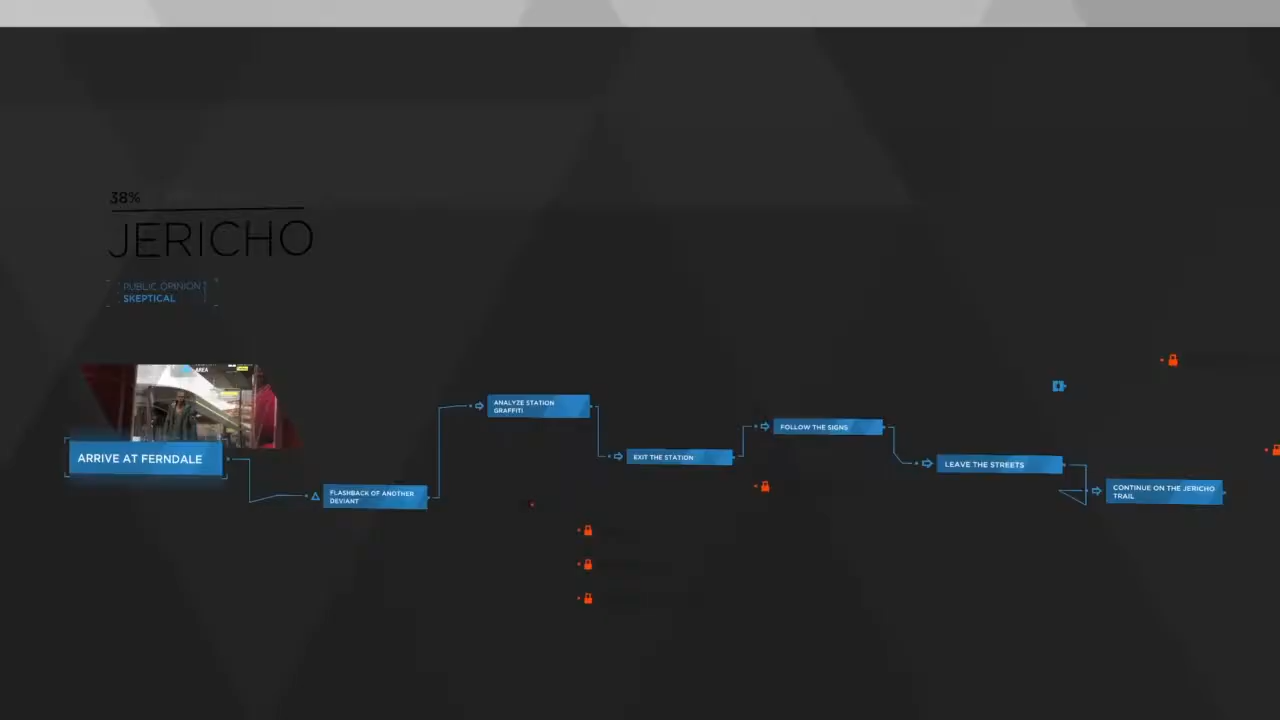 38%
JERICHO
PUBLIC OPINION
SKEPTICAL
AREA
ARRIVE AT FERNDALE
FLASHBACK OF ANOTHER
DEVIANT
ANALYZE STATION
GRAFFITI
EXIT THE STATION
FOLLOW THE SIGNS
LEAVE THE STREETS
CONTINUE ON THE JERICHO
TRAIL